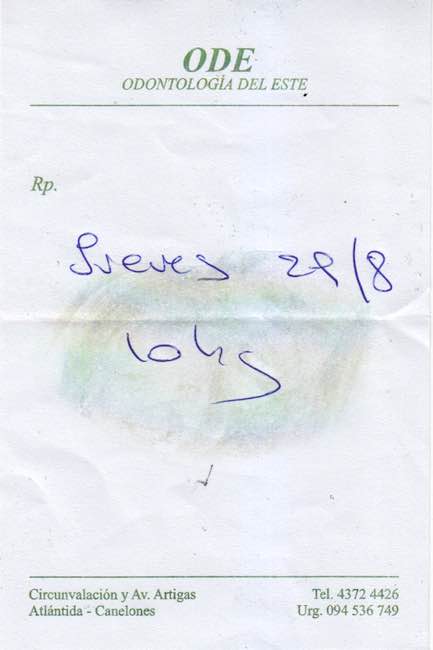 ODE
ODONTOLOGÍA DEL ESTE
Rp.
Jueves 29/8
10hs
Circunvalación y Av. Artigas
Tel. 4372 4426
Atlántida - Canelones
Urg. 094 536 749